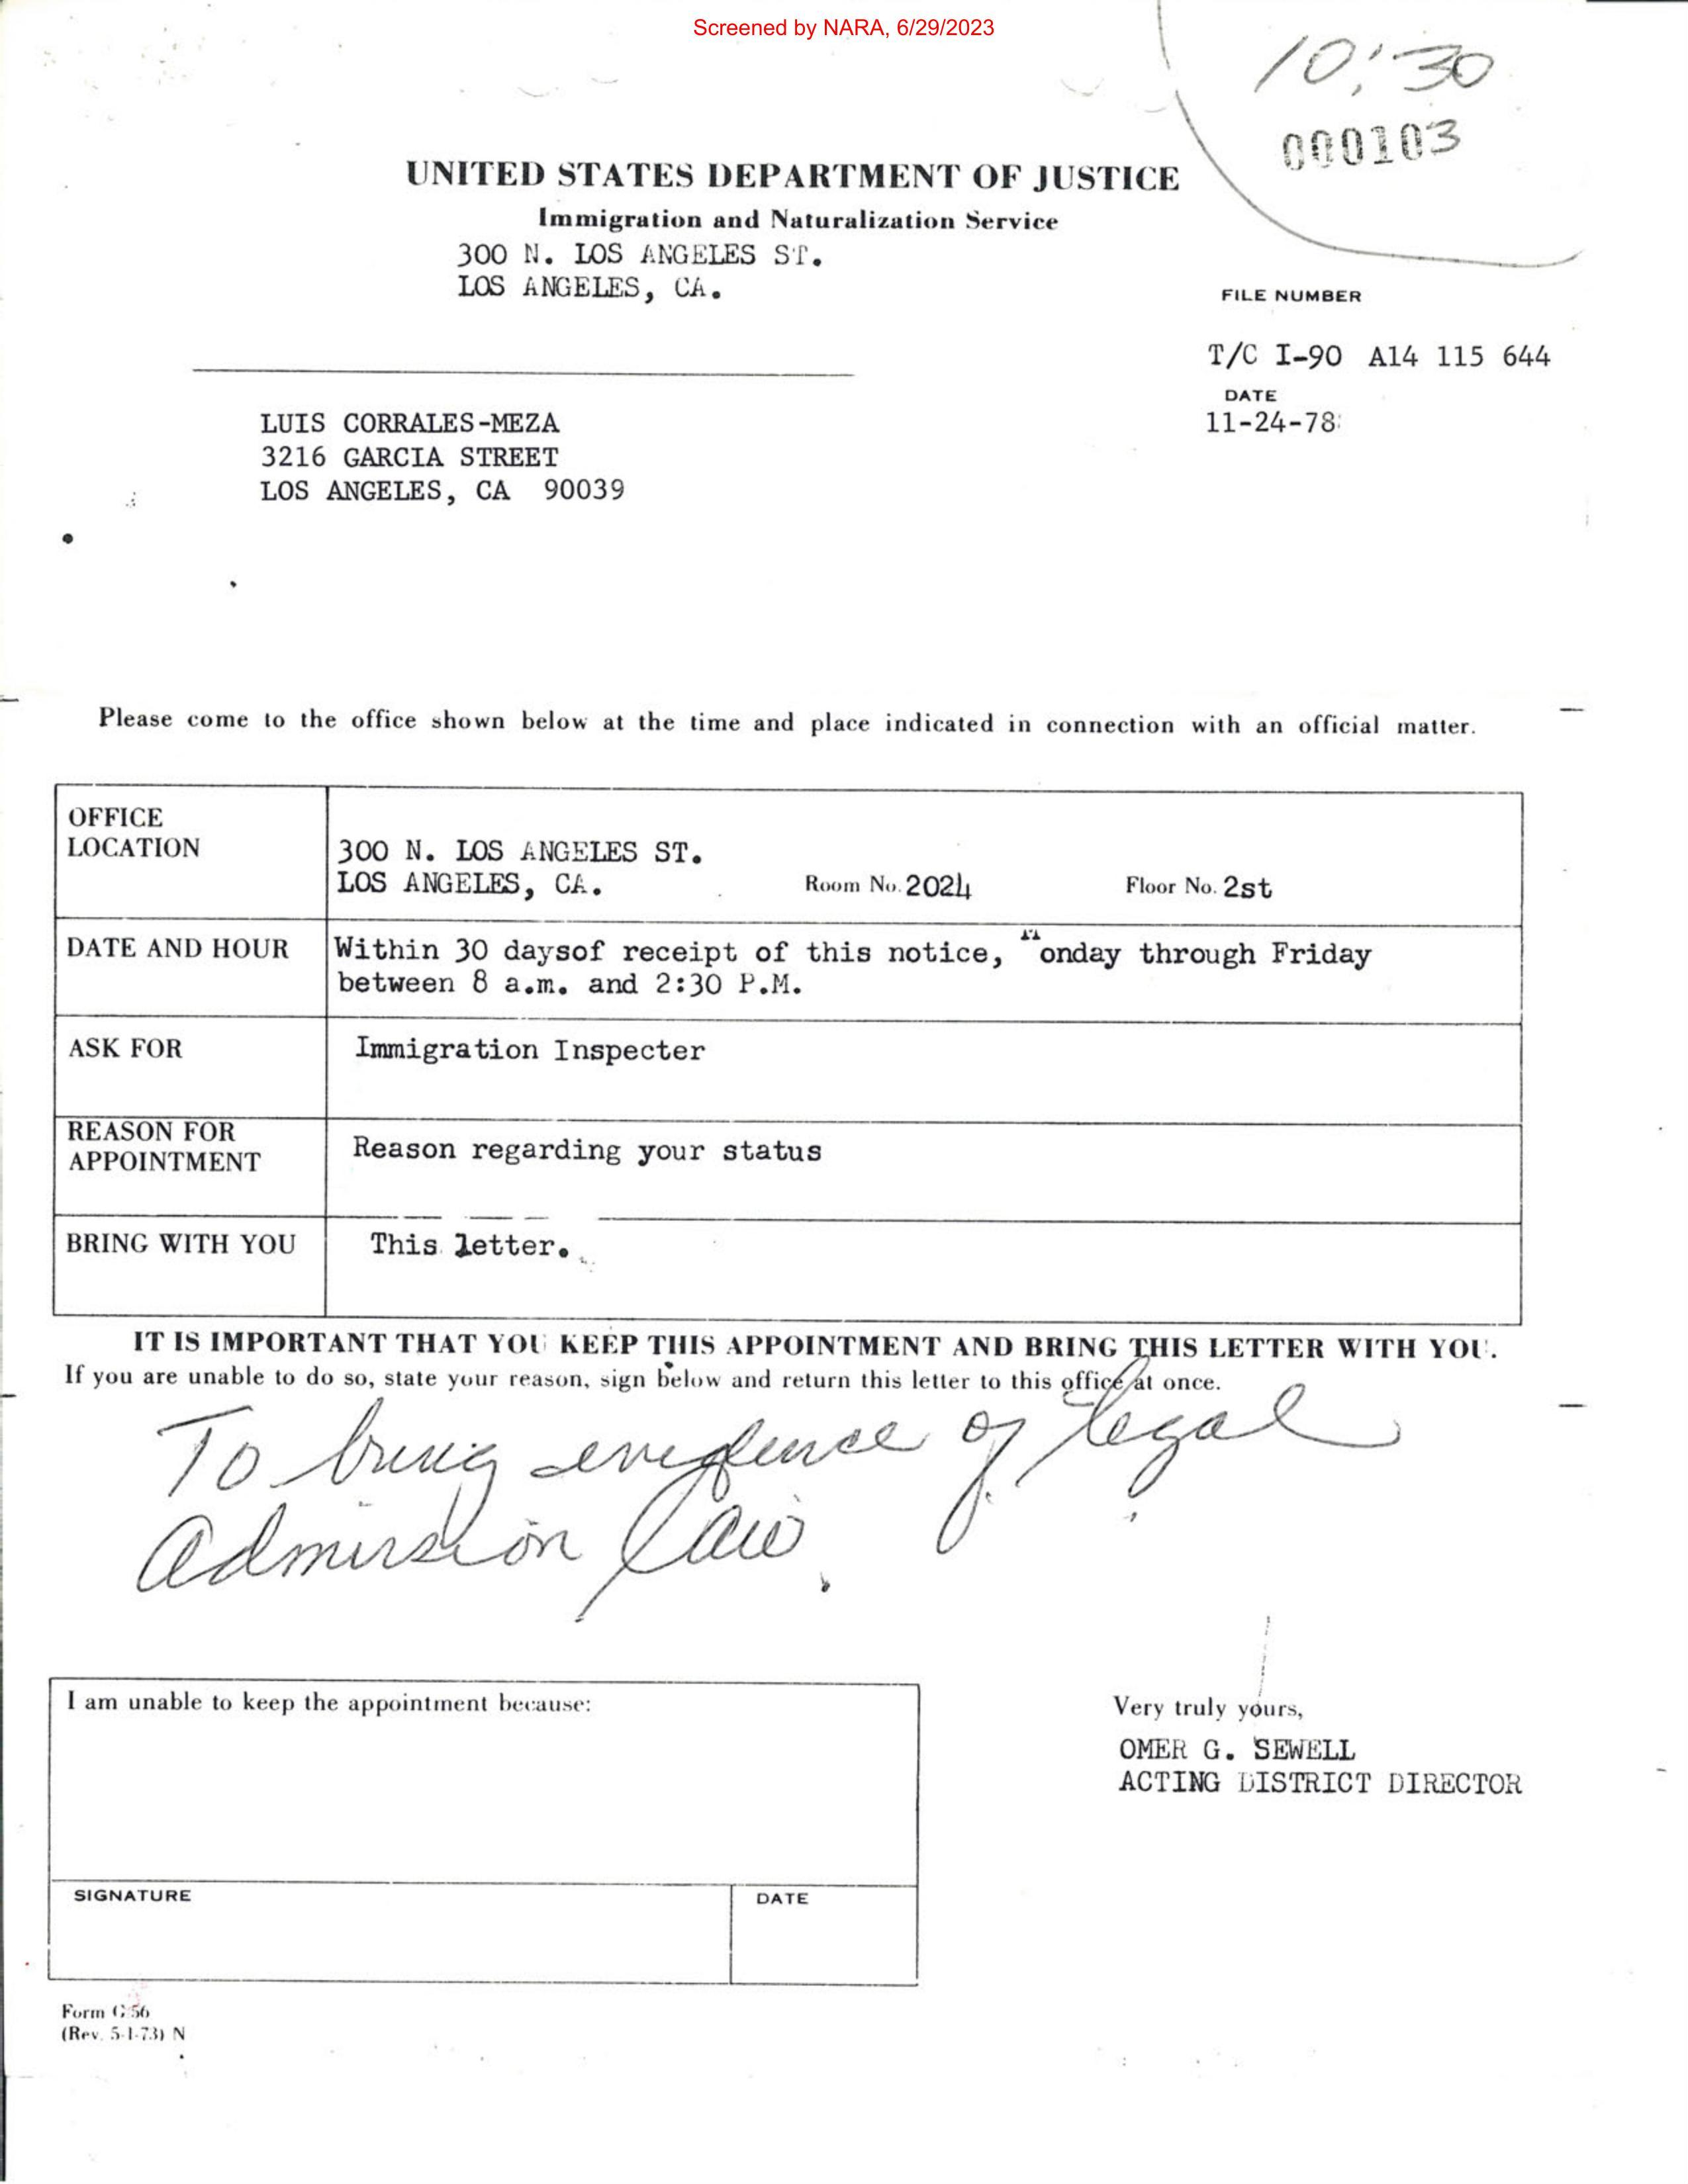 Screened by NARA, 6/29/2023
10:30
000103
UNITED STATES DEPARTMENT OF JUSTICE
Immigration and Naturalization Service
300 N. LOS ANGELES ST.
LOS ANGELES, CA.
FILE NUMBER
T/C I-90 A14 115 644
DATE
11-24-78
LUIS CORRALES-MEZA
3216 GARCIA STREET
LOS ANGELES, CA 90039
Please come to the office shown below at the time and place indicated in connection with an official matter.
OFFICE
LOCATION
300 N. LOS ANGELES ST.
LOS ANGELES, CA. Room No. 2024 Floor No. 2st
DATE AND HOUR Within 30 daysof receipt of this notice, Monday through Friday
between 8 a.m. and 2:30 P.M.
ASK FOR Immigration Inspecter
REASON FOR
APPOINTMENT
Reason regarding your status
BRING WITH YOU This letter.
IT IS IMPORTANT THAT YOU KEEP THIS APPOINTMENT AND BRING THIS LETTER WITH YOU.
If you are unable to do so, state your reason, sign below and return this letter to this office at once.
To bring evidence of legal
admission
I am unable to keep the appointment because:
Very truly yours,
OMER G. SEWELL
ACTING DISTRICT DIRECTOR
SIGNATURE DATE
Form G-56
(Rev. 5-1-73) N